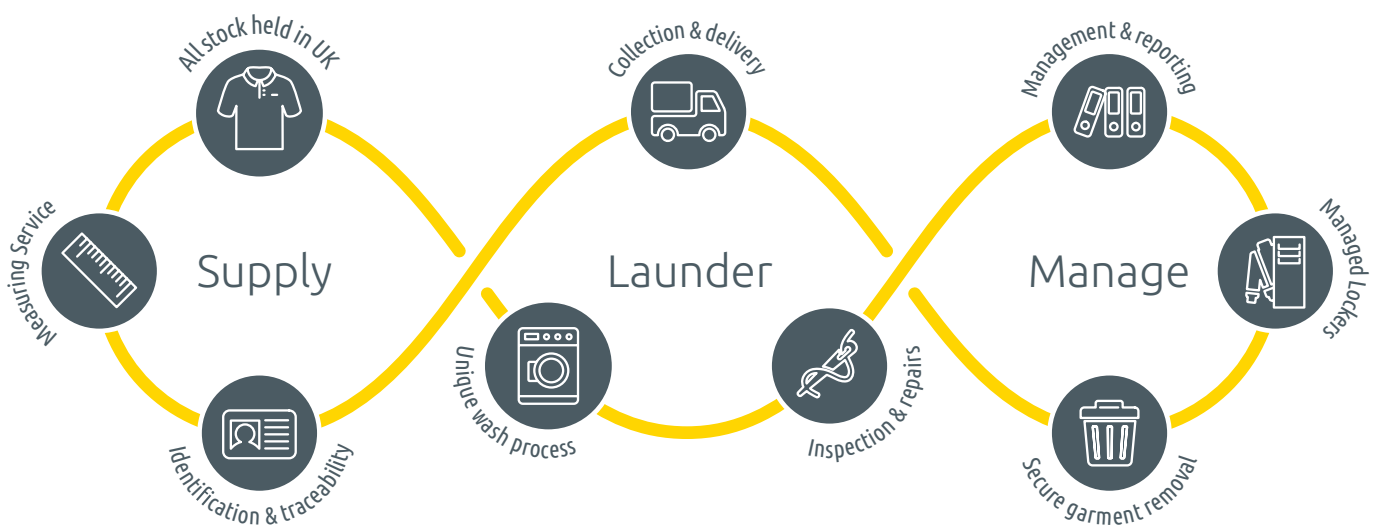 All stock held in UK
Measuring Service
Supply
Identification & traceability
Collection & delivery
Launder
Unique wash process
Inspection & repairs
Management & reporting
Manage
Managed Lockers
Secure garment removal